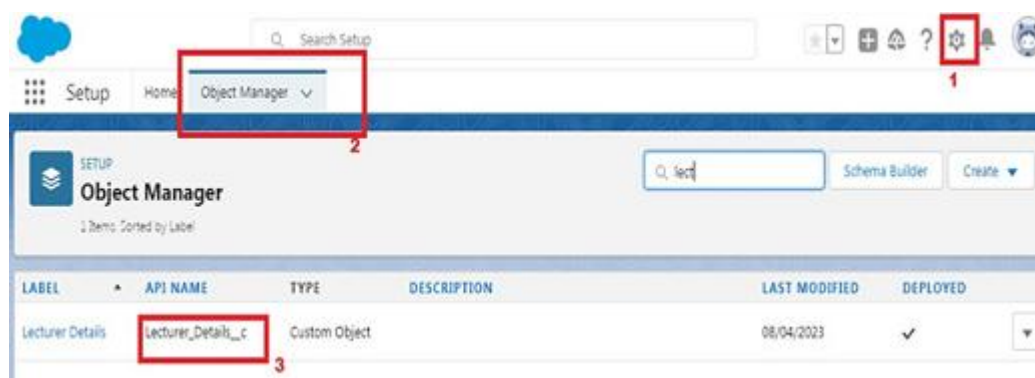 Search Setup
1
Setup Home Object Manager
2
SETUP
Object Manager
Items. Sorted by Label
lect
Schema Builder
Create
LABEL API NAME TYPE DESCRIPTION LAST MODIFIED DEPLOYED
Lecturer Details Lecturer_Details__c Custom Object 08/04/2023
3